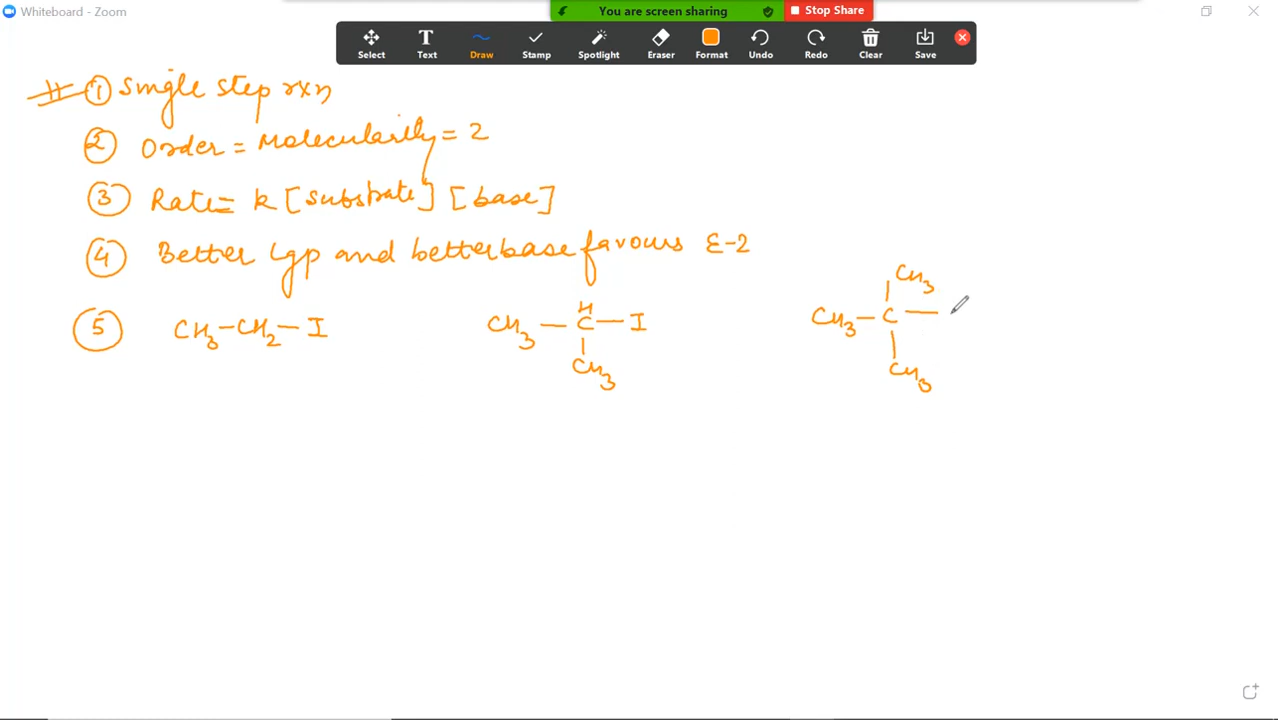 Whiteboard - Zoom
You are screen sharing
Stop Share
Select Text Draw Stamp Spotlight Eraser Format Undo Redo Clear Save
① Single step rxn
② Order = Molecularity = 2
③ Rate = k [substrate] [base]
④ Better Lgp and better base favours E-2
⑤ CH3-CH2-I
H
CH3-C-I
CH3
CH3
CH3-C-
CH3